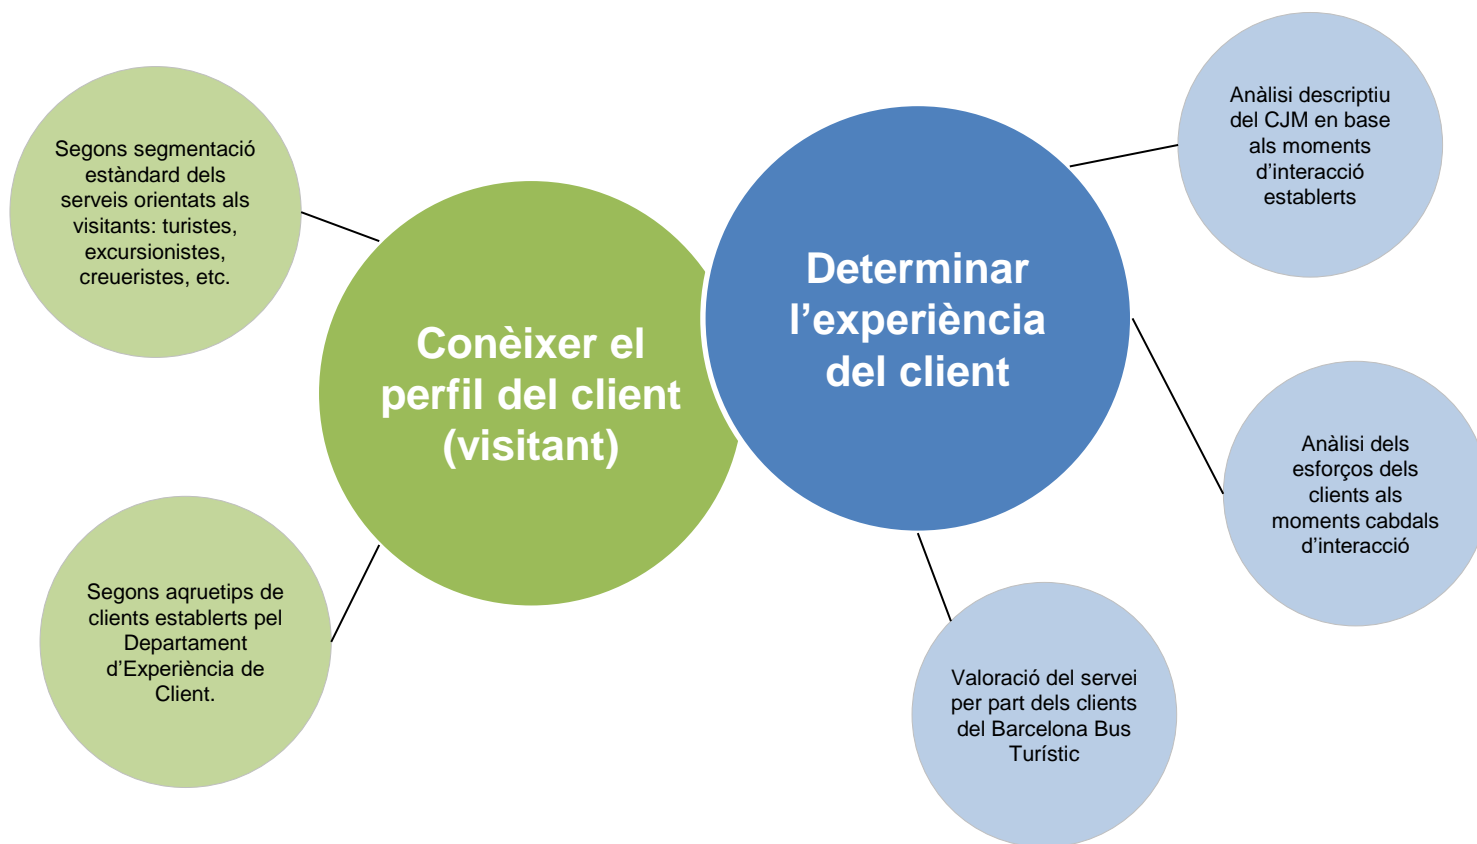 Segons segmentació
estàndard dels
serveis orientats als
visitants: turistes,
excursionistes,
creueristes, etc.
Conèixer el
perfil del client
(visitant)
Segons aqruetips de
clients establerts pel
Departament
d’Experiència de
Client.
Determinar
l’experiència
del client
Anàlisi descriptiu
del CJM en base
als moments
d’interacció
establerts
Anàlisi dels
esforços dels
clients als
moments cabdals
d’interacció
Valoració del servei
per part dels clients
del Barcelona Bus
Turístic